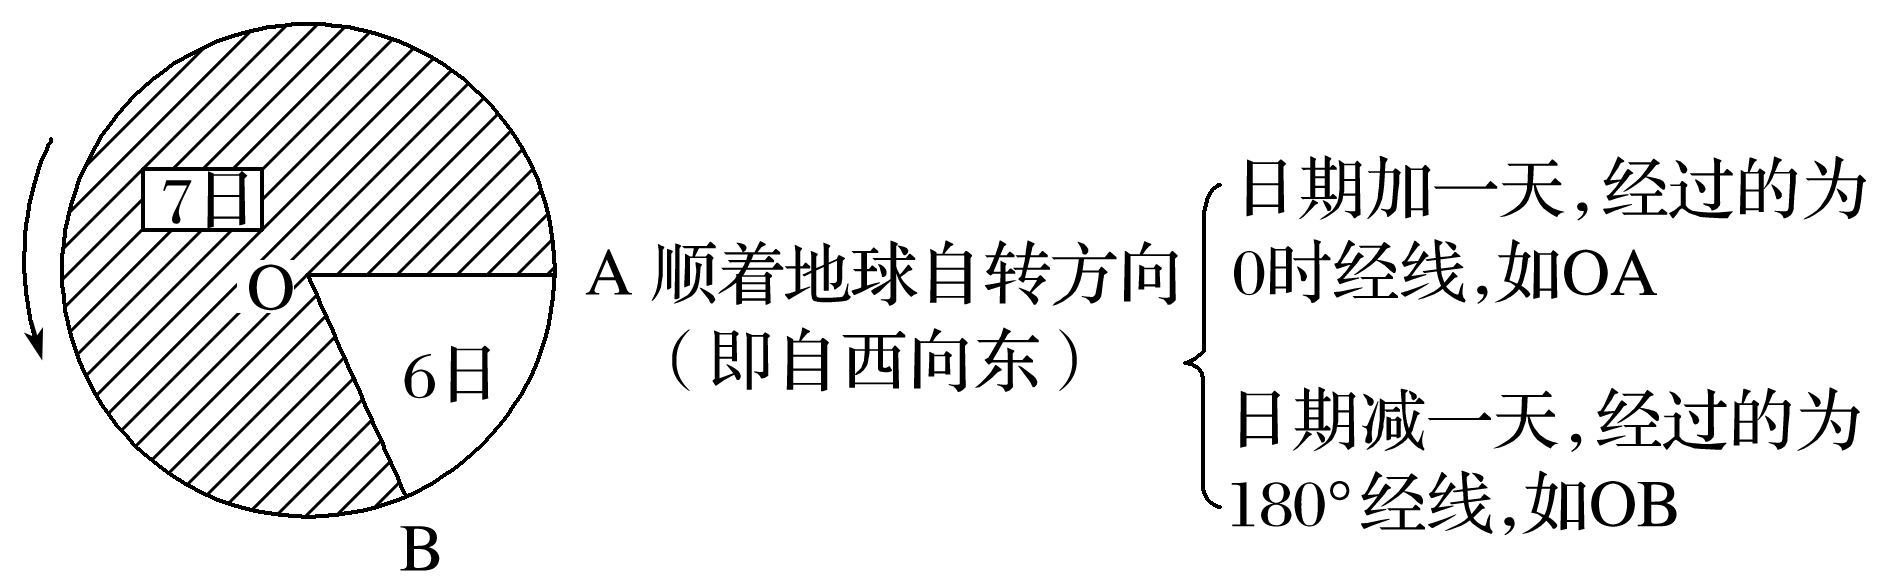 7日
O
6日
A
B
顺着地球自转方向
（即自西向东）
日期加一天,经过的为
0时经线,如OA
日期减一天,经过的为
180°经线,如OB